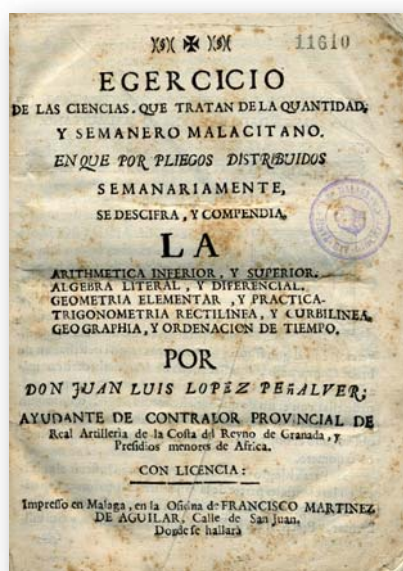 11610
EGERCICIO
DE LAS CIENCIAS. QUE TRATAN DE LA QUANTIDAD;
Y SEMANERO MALACITANO.
EN QUE POR PLIEGOS DISTRIBUIDOS
SEMANARIAMENTE,
SE DESCIFRA, Y COMPENDIA,
LA
ARITHMETICA INFERIOR, Y SUPERIOR.
ALGEBRA LITERAL, Y DIFERENCIAL.
GEOMETRIA ELEMENTAR, Y PRACTICA-
TRIGONOMETRIA RECTILINEA, Y CURBILINEA.
GEOGRAPHIA, Y ORDENACION DE TIEMPO.
POR
DON JUAN LUIS LOPEZ PEñALVER;
AYUDANTE DE CONTRALOR PROVINCIAL DE
Real Artilleria de la Costa del Reyno de Granada, y
Presidios menores de Africa.
CON LICENCIA:
Impresso en Malaga, en la Oficina de FRANCISCO MARTINEZ
DE AGUILAR, Calle de San Juan.
Donde se hallará